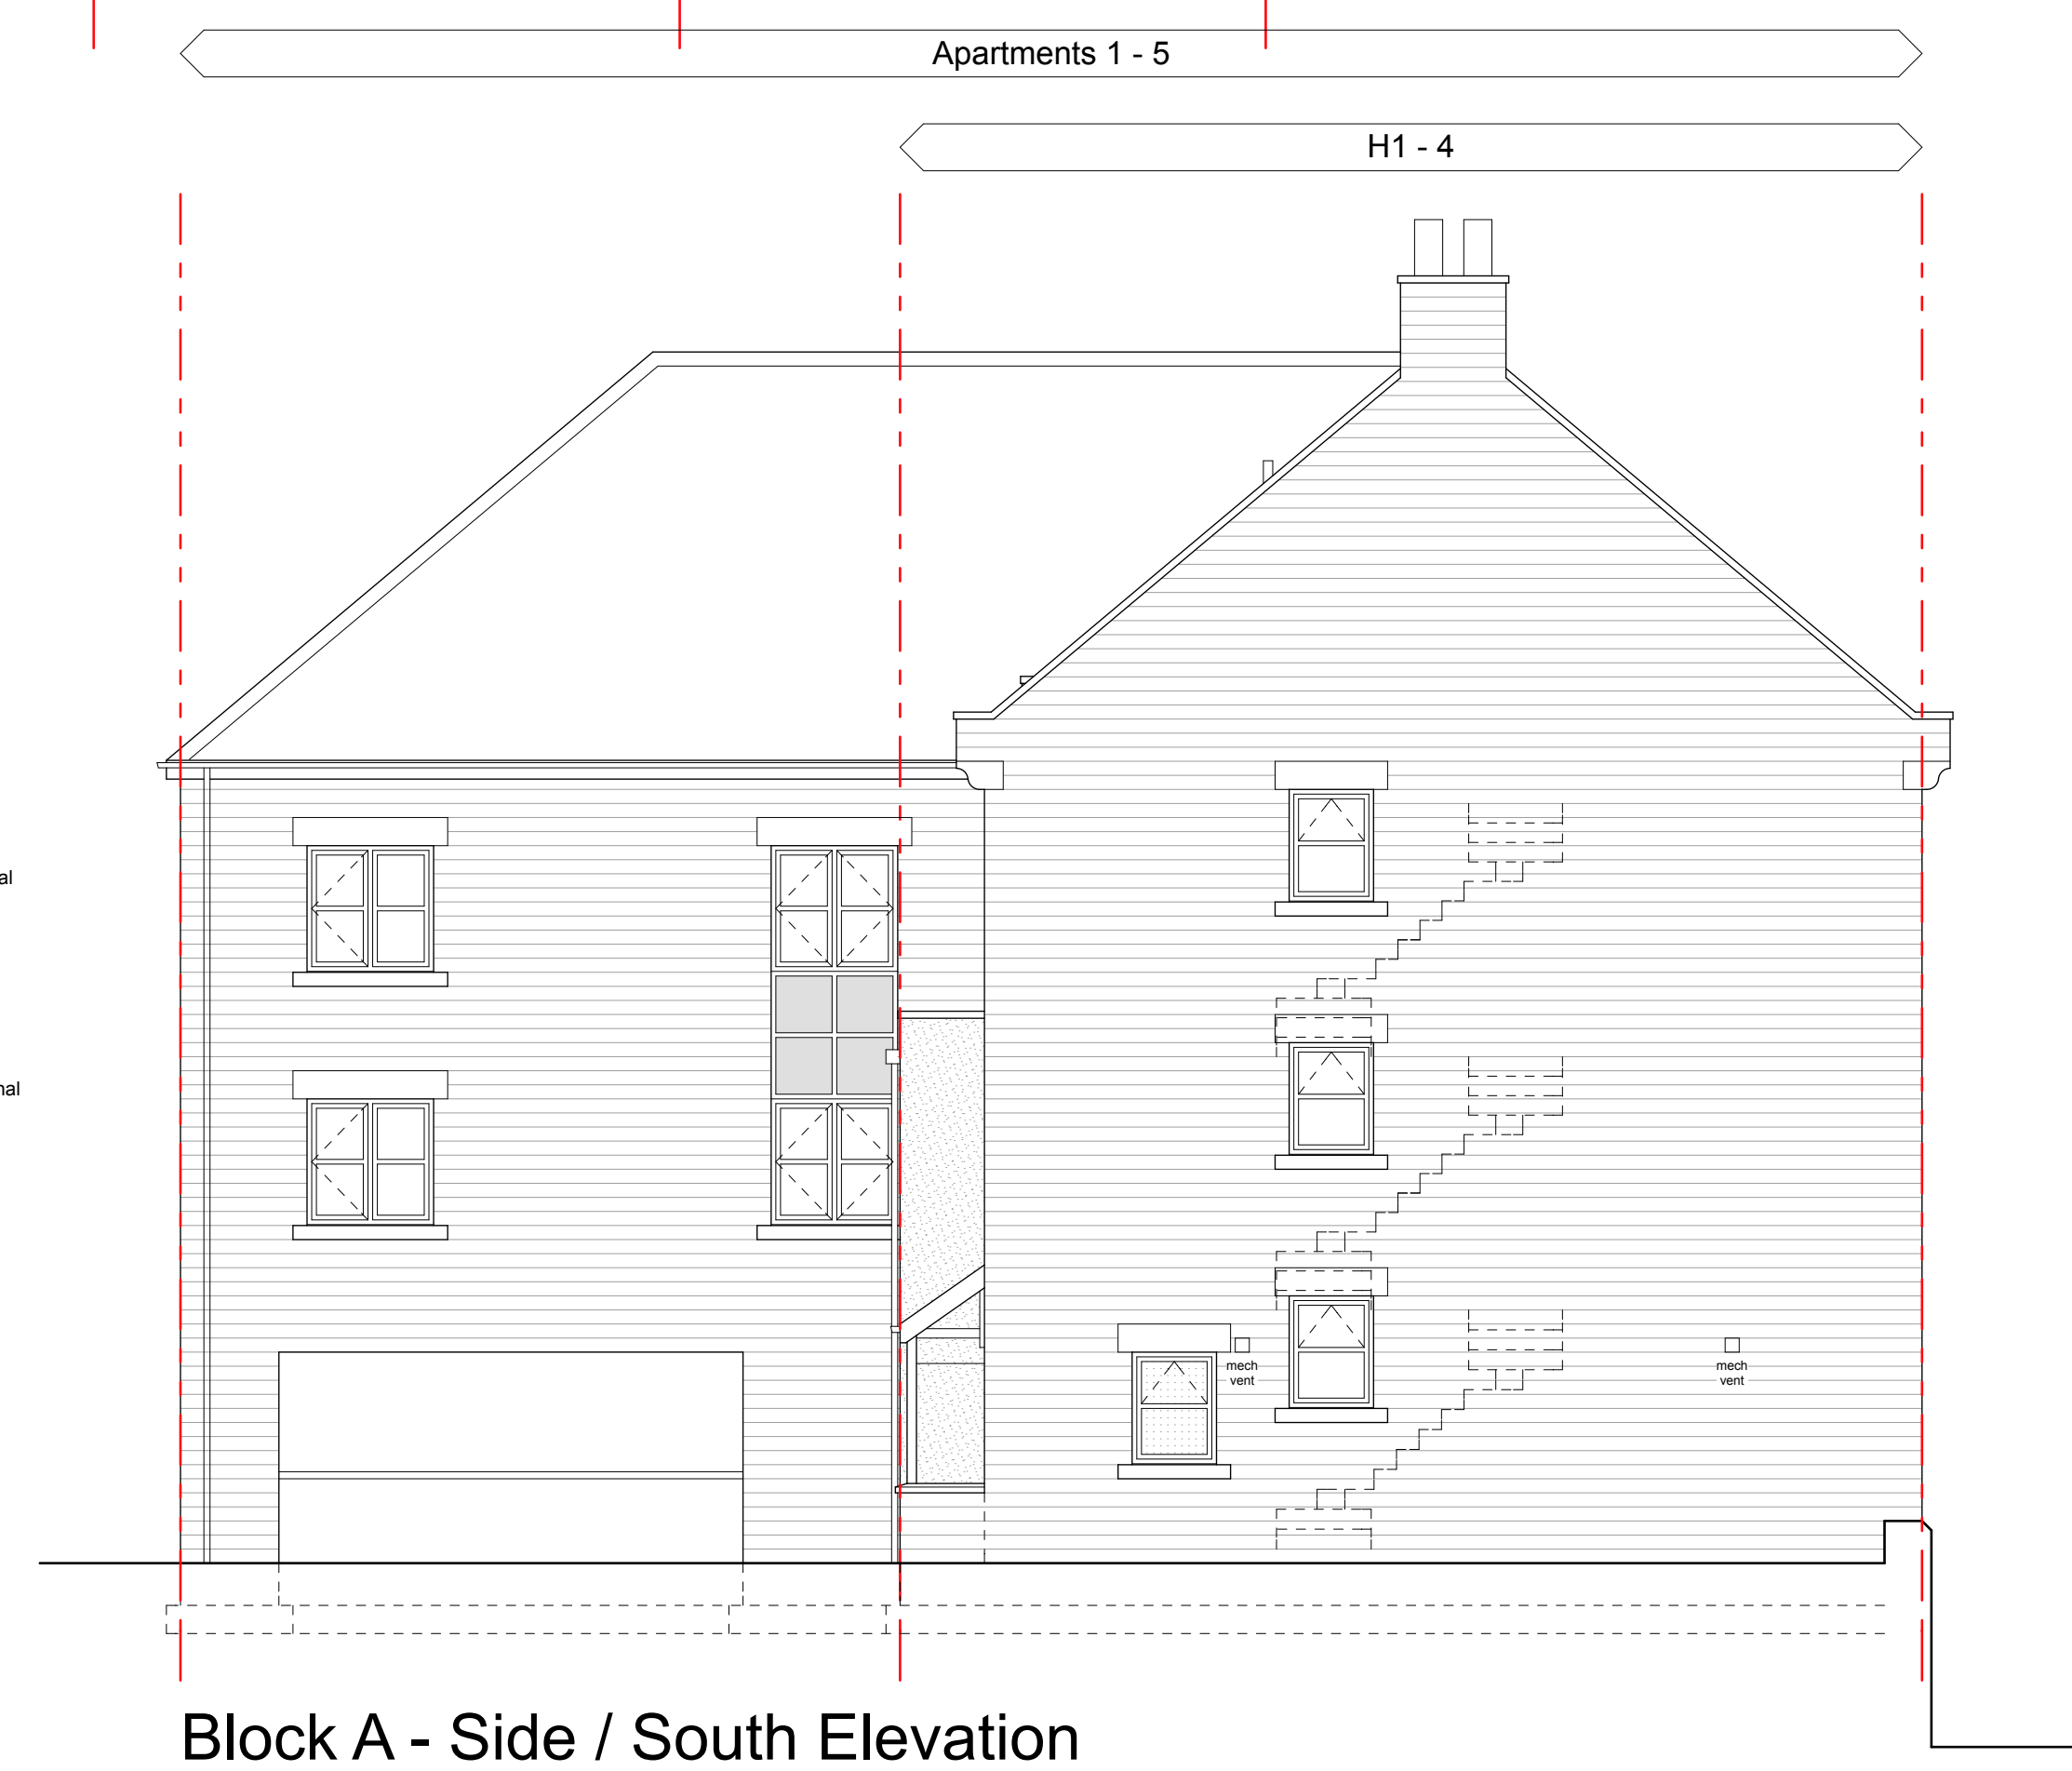 Apartments 1 - 5
H1 - 4
al
nal
mech
vent
mech
vent
Block A - Side / South Elevation